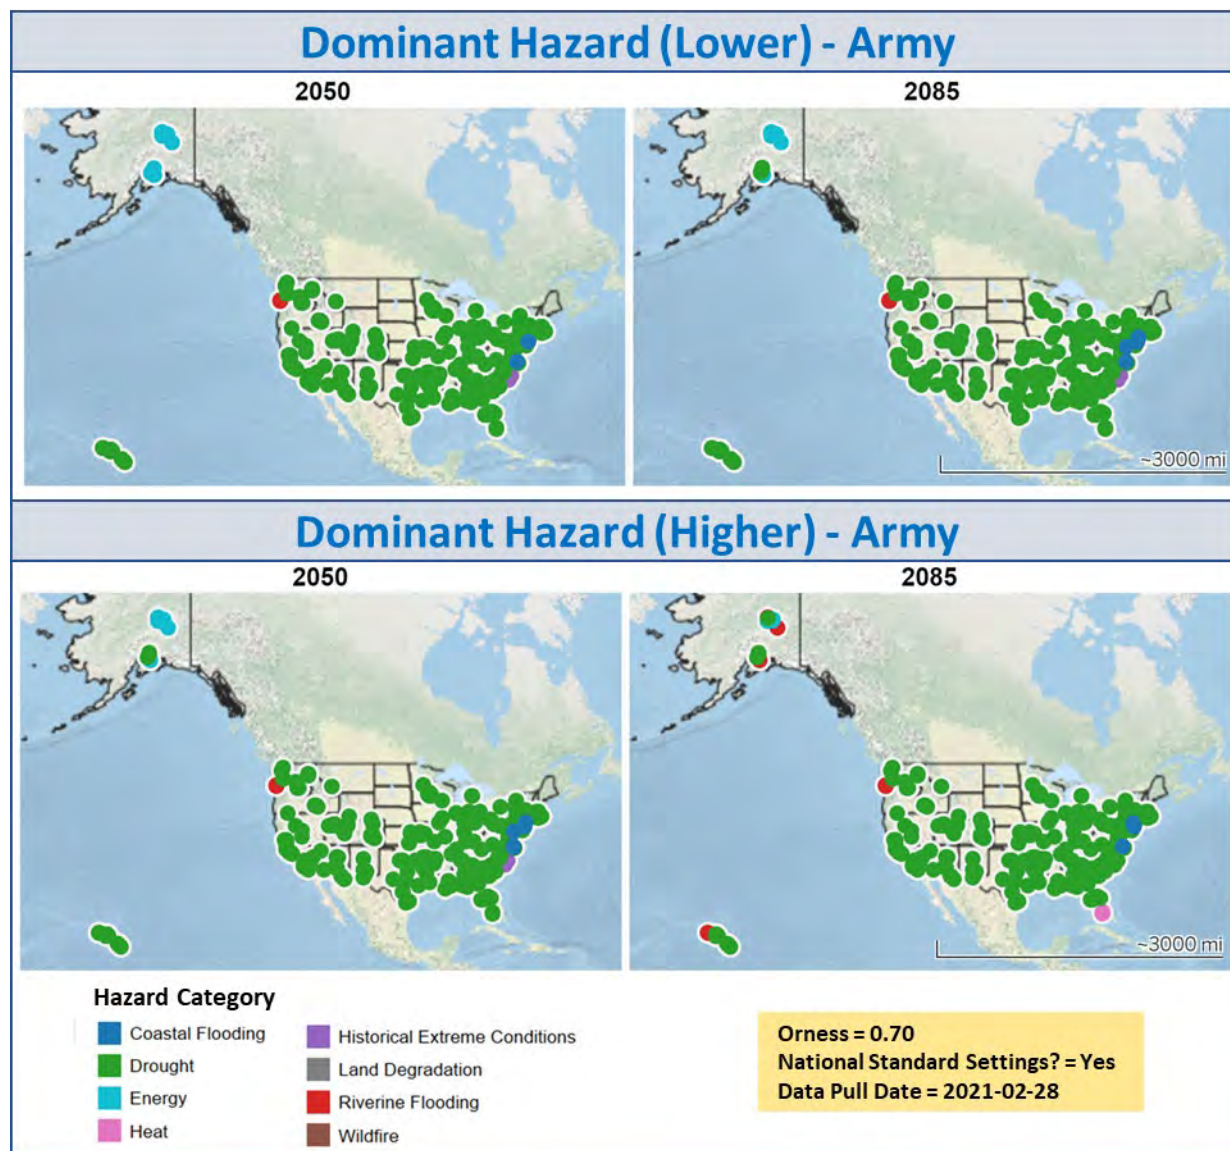 Dominant Hazard (Lower) - Army
2050
2085
~3000 mi
Dominant Hazard (Higher) - Army
2050
2085
~3000 mi
Hazard Category
Coastal Flooding
Drought
Energy
Heat
Historical Extreme Conditions
Land Degradation
Riverine Flooding
Wildfire
Orness = 0.70
National Standard Settings? = Yes
Data Pull Date = 2021-02-28